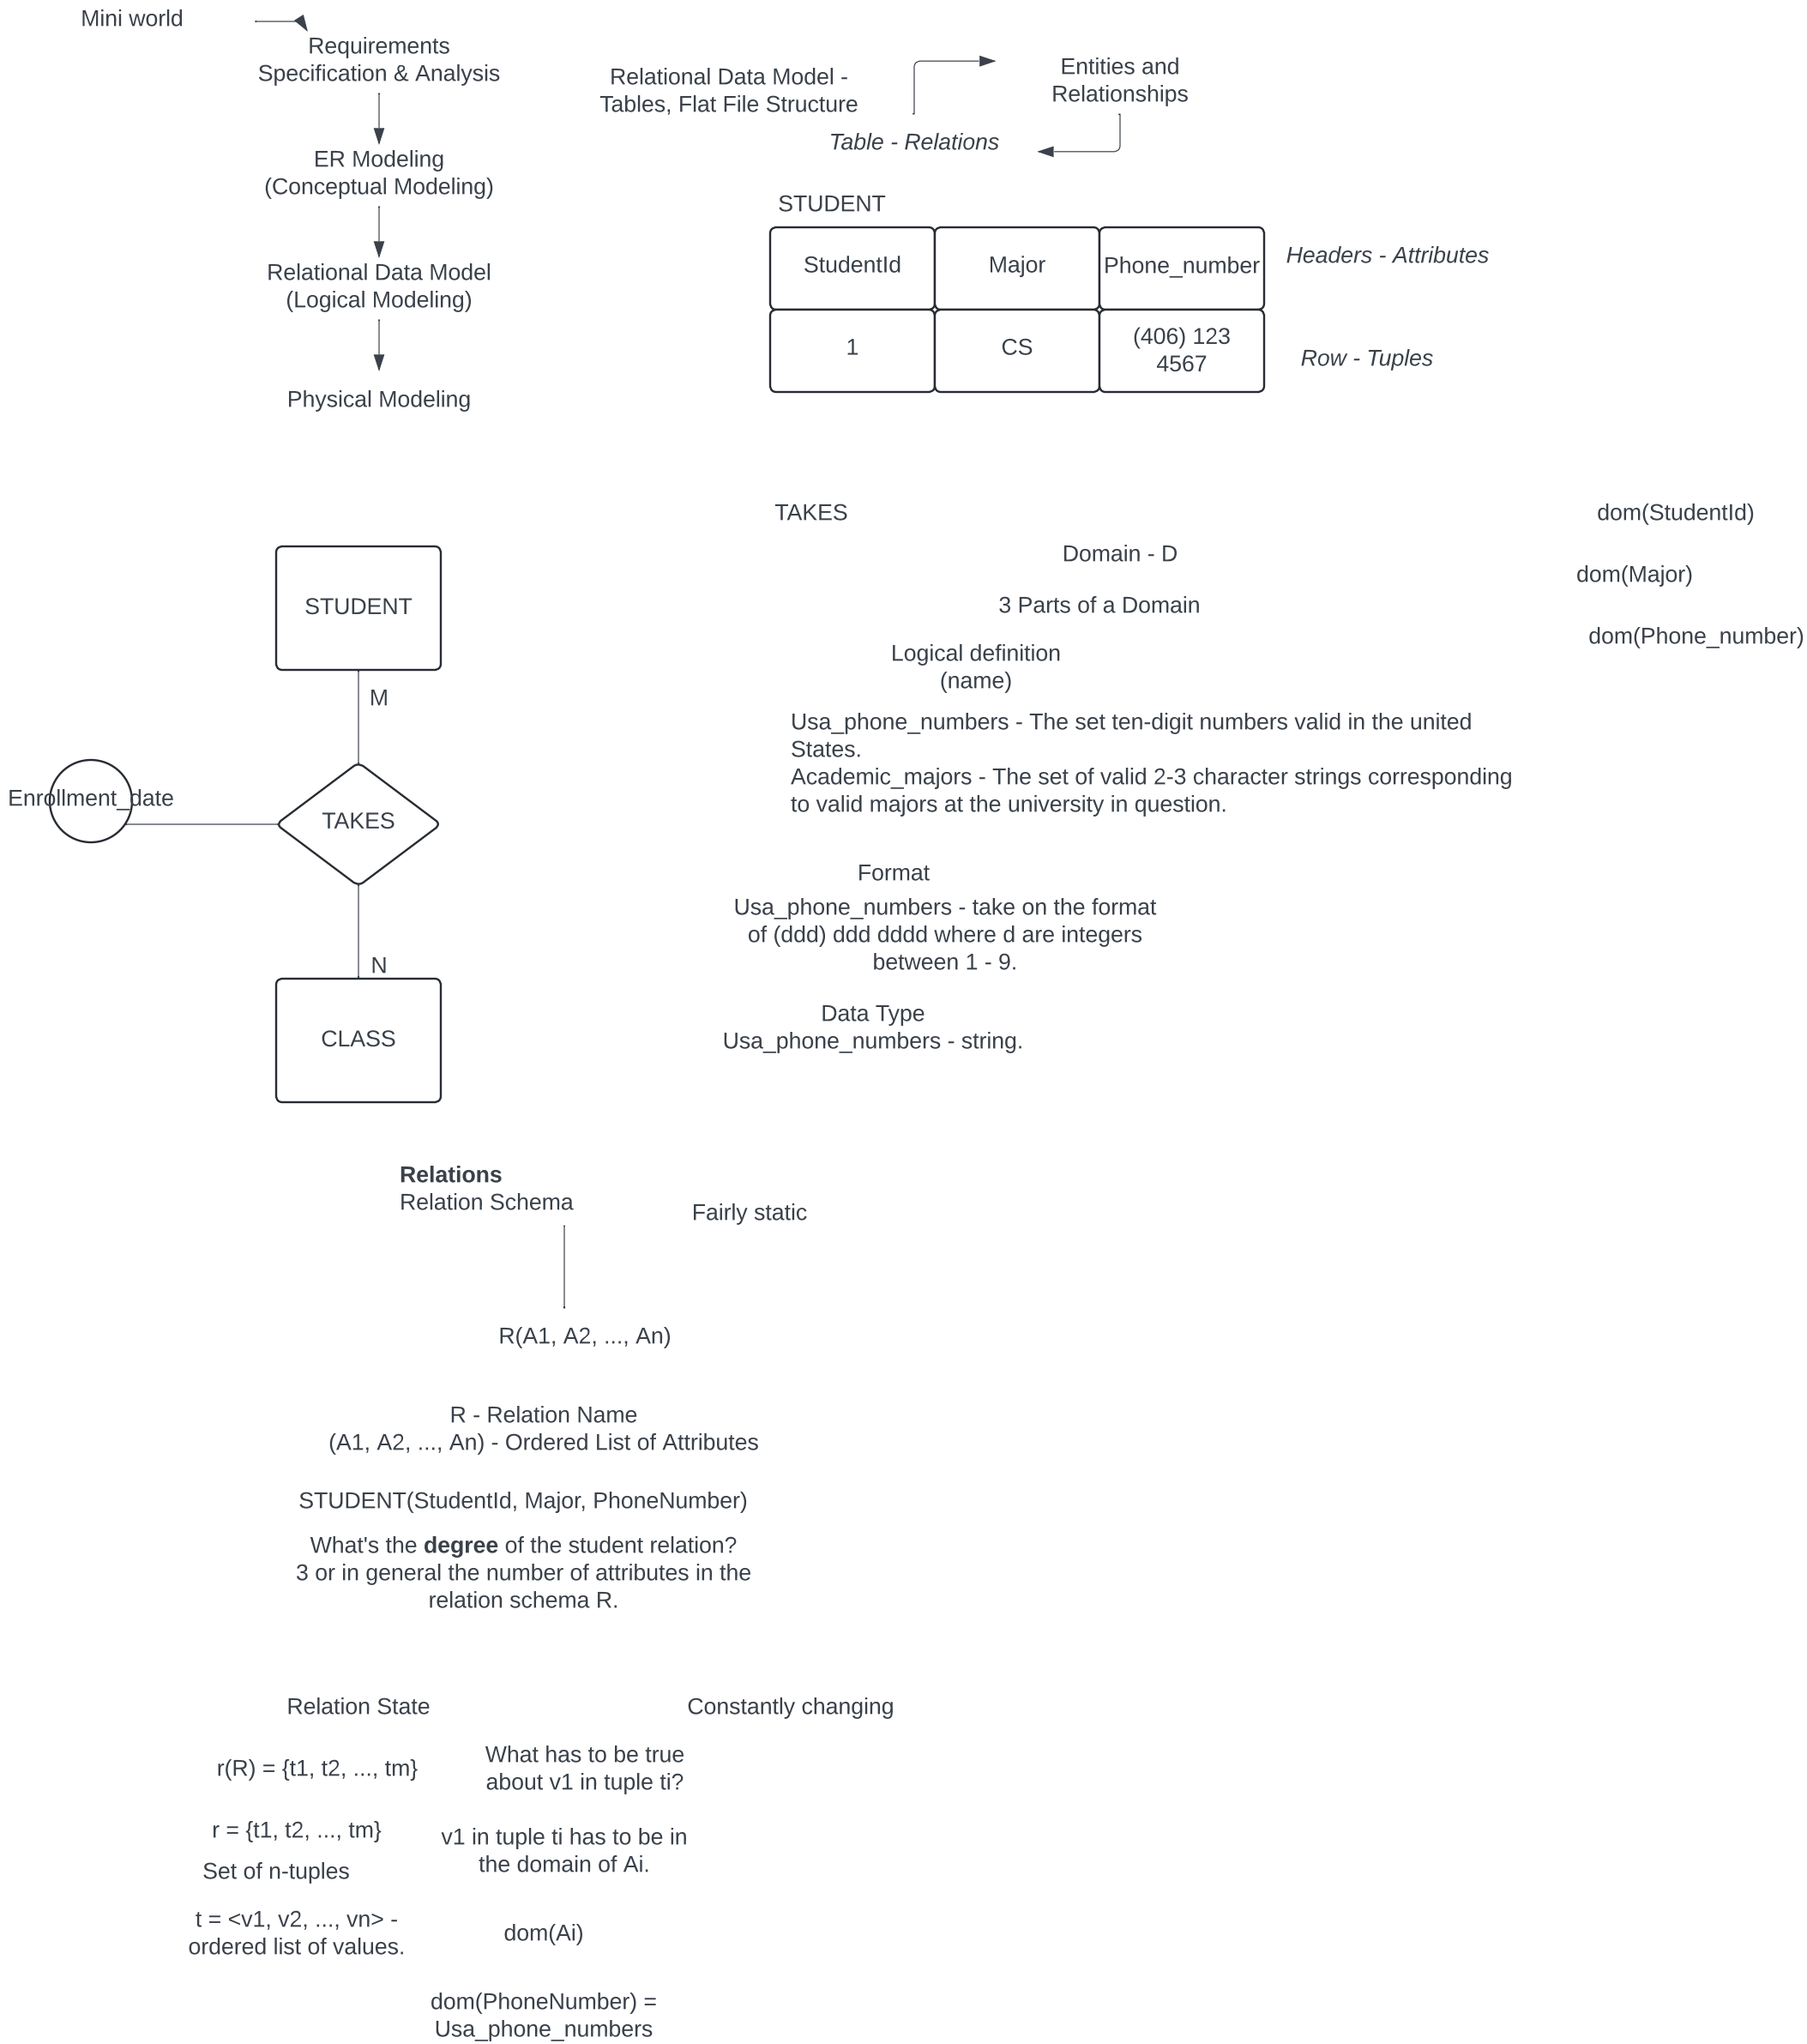 Mini world
Requirements
Specification & Analysis
ER Modeling
(Conceptual Modeling)
Relational Data Model
(Logical Modeling)
Physical Modeling
Relational Data Model -
Tables, Flat File Structure
Table - Relations
Entities and
Relationships
STUDENT
StudentId
Major
Phone_number
Headers - Attributes
1
CS
(406) 123
4567
Row - Tuples
STUDENT
M
Enrollment_date
TAKES
N
CLASS
TAKES
Domain - D
3 Parts of a Domain
Logical definition
(name)
Usa_phone_numbers - The set ten-digit numbers valid in the united
States.
Academic_majors - The set of valid 2-3 character strings corresponding
to valid majors at the university in question.
Format
Usa_phone_numbers - take on the format
of (ddd) ddd dddd where d are integers
between 1 - 9.
Data Type
Usa_phone_numbers - string.
dom(StudentId)
dom(Major)
dom(Phone_number)
Relations
Relation Schema
Fairly static
R(A1, A2, ..., An)
R - Relation Name
(A1, A2, ..., An) - Ordered List of Attributes
STUDENT(StudentId, Major, PhoneNumber)
What's the degree of the student relation?
3 or in general the number of attributes in the
relation schema R.
Relation State
Constantly changing
r(R) = {t1, t2, ..., tm}
r = {t1, t2, ..., tm}
Set of n-tuples
t = <v1, v2, ..., vn> -
ordered list of values.
What has to be true
about v1 in tuple ti?
v1 in tuple ti has to be in
the domain of Ai.
dom(Ai)
dom(PhoneNumber) =
Usa_phone_numbers